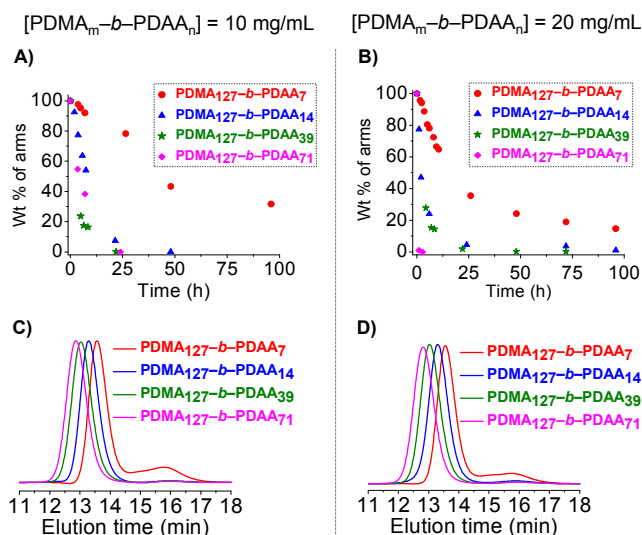 [PDMAₘ–b–PDAAₙ] = 10 mg/mL
[PDMAₘ–b–PDAAₙ] = 20 mg/mL
A)
PDMA₁₂₇–b–PDAA₇
PDMA₁₂₇–b–PDAA₁₄
PDMA₁₂₇–b–PDAA₃₉
PDMA₁₂₇–b–PDAA₇₁
Wt % of arms
100
80
60
40
20
0
0 25 50 75 100
Time (h)
B)
PDMA₁₂₇–b–PDAA₇
PDMA₁₂₇–b–PDAA₁₄
PDMA₁₂₇–b–PDAA₃₉
PDMA₁₂₇–b–PDAA₇₁
Wt % of arms
100
80
60
40
20
0
0 25 50 75 100
Time (h)
C)
PDMA₁₂₇–b–PDAA₇
PDMA₁₂₇–b–PDAA₁₄
PDMA₁₂₇–b–PDAA₃₉
PDMA₁₂₇–b–PDAA₇₁
11 12 13 14 15 16 17 18
Elution time (min)
D)
PDMA₁₂₇–b–PDAA₇
PDMA₁₂₇–b–PDAA₁₄
PDMA₁₂₇–b–PDAA₃₉
PDMA₁₂₇–b–PDAA₇₁
11 12 13 14 15 16 17 18
Elution time (min)